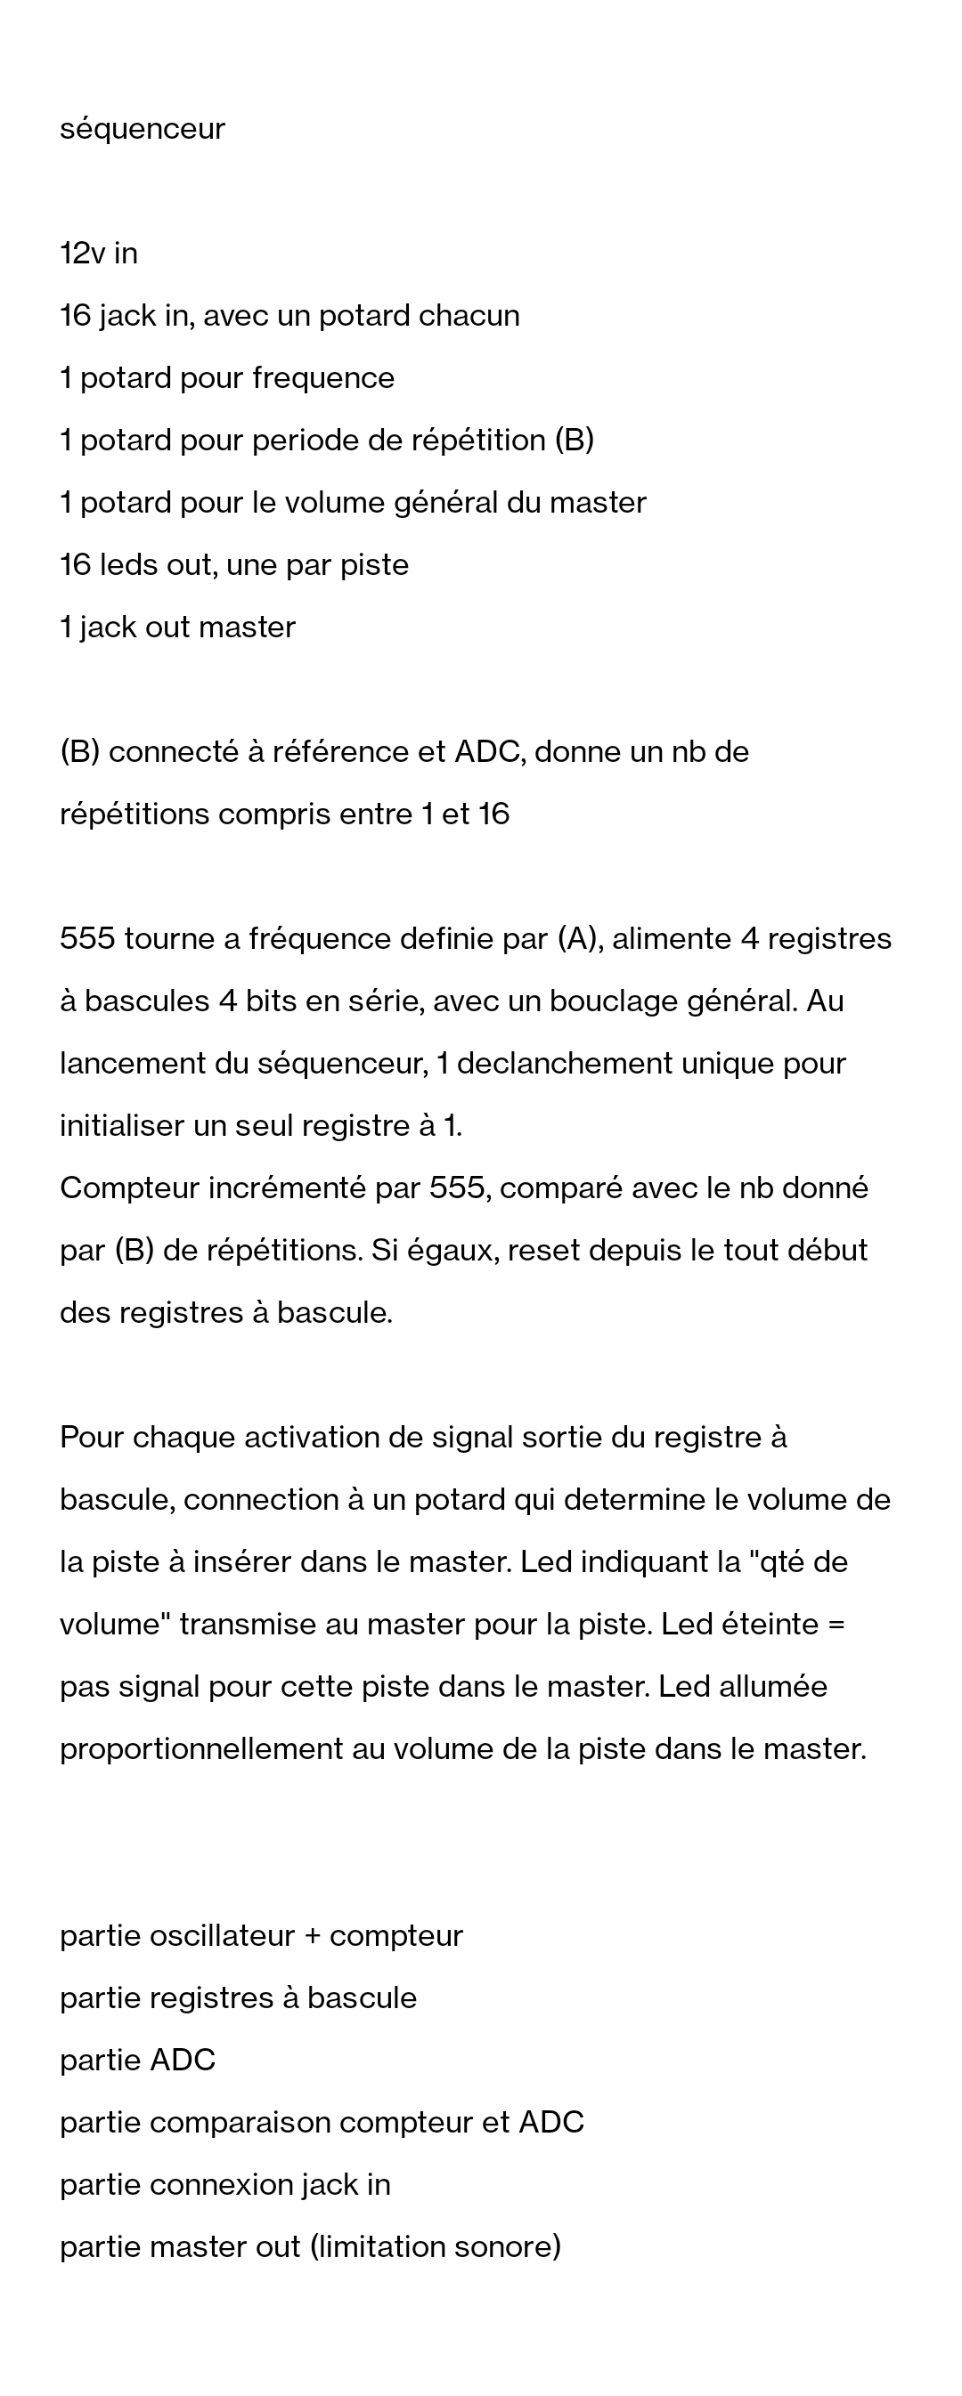 séquenceur
12v in
16 jack in, avec un potard chacun
1 potard pour frequence
1 potard pour periode de répétition (B)
1 potard pour le volume général du master
16 leds out, une par piste
1 jack out master
(B) connecté à référence et ADC, donne un nb de
répétitions compris entre 1 et 16
555 tourne a fréquence definie par (A), alimente 4 registres
à bascules 4 bits en série, avec un bouclage général. Au
lancement du séquenceur, 1 declanchement unique pour
initialiser un seul registre à 1.
Compteur incrémenté par 555, comparé avec le nb donné
par (B) de répétitions. Si égaux, reset depuis le tout début
des registres à bascule.
Pour chaque activation de signal sortie du registre à
bascule, connection à un potard qui determine le volume de
la piste à insérer dans le master. Led indiquant la "qté de
volume" transmise au master pour la piste. Led éteinte =
pas signal pour cette piste dans le master. Led allumée
proportionnellement au volume de la piste dans le master.
partie oscillateur + compteur
partie registres à bascule
partie ADC
partie comparaison compteur et ADC
partie connexion jack in
partie master out (limitation sonore)